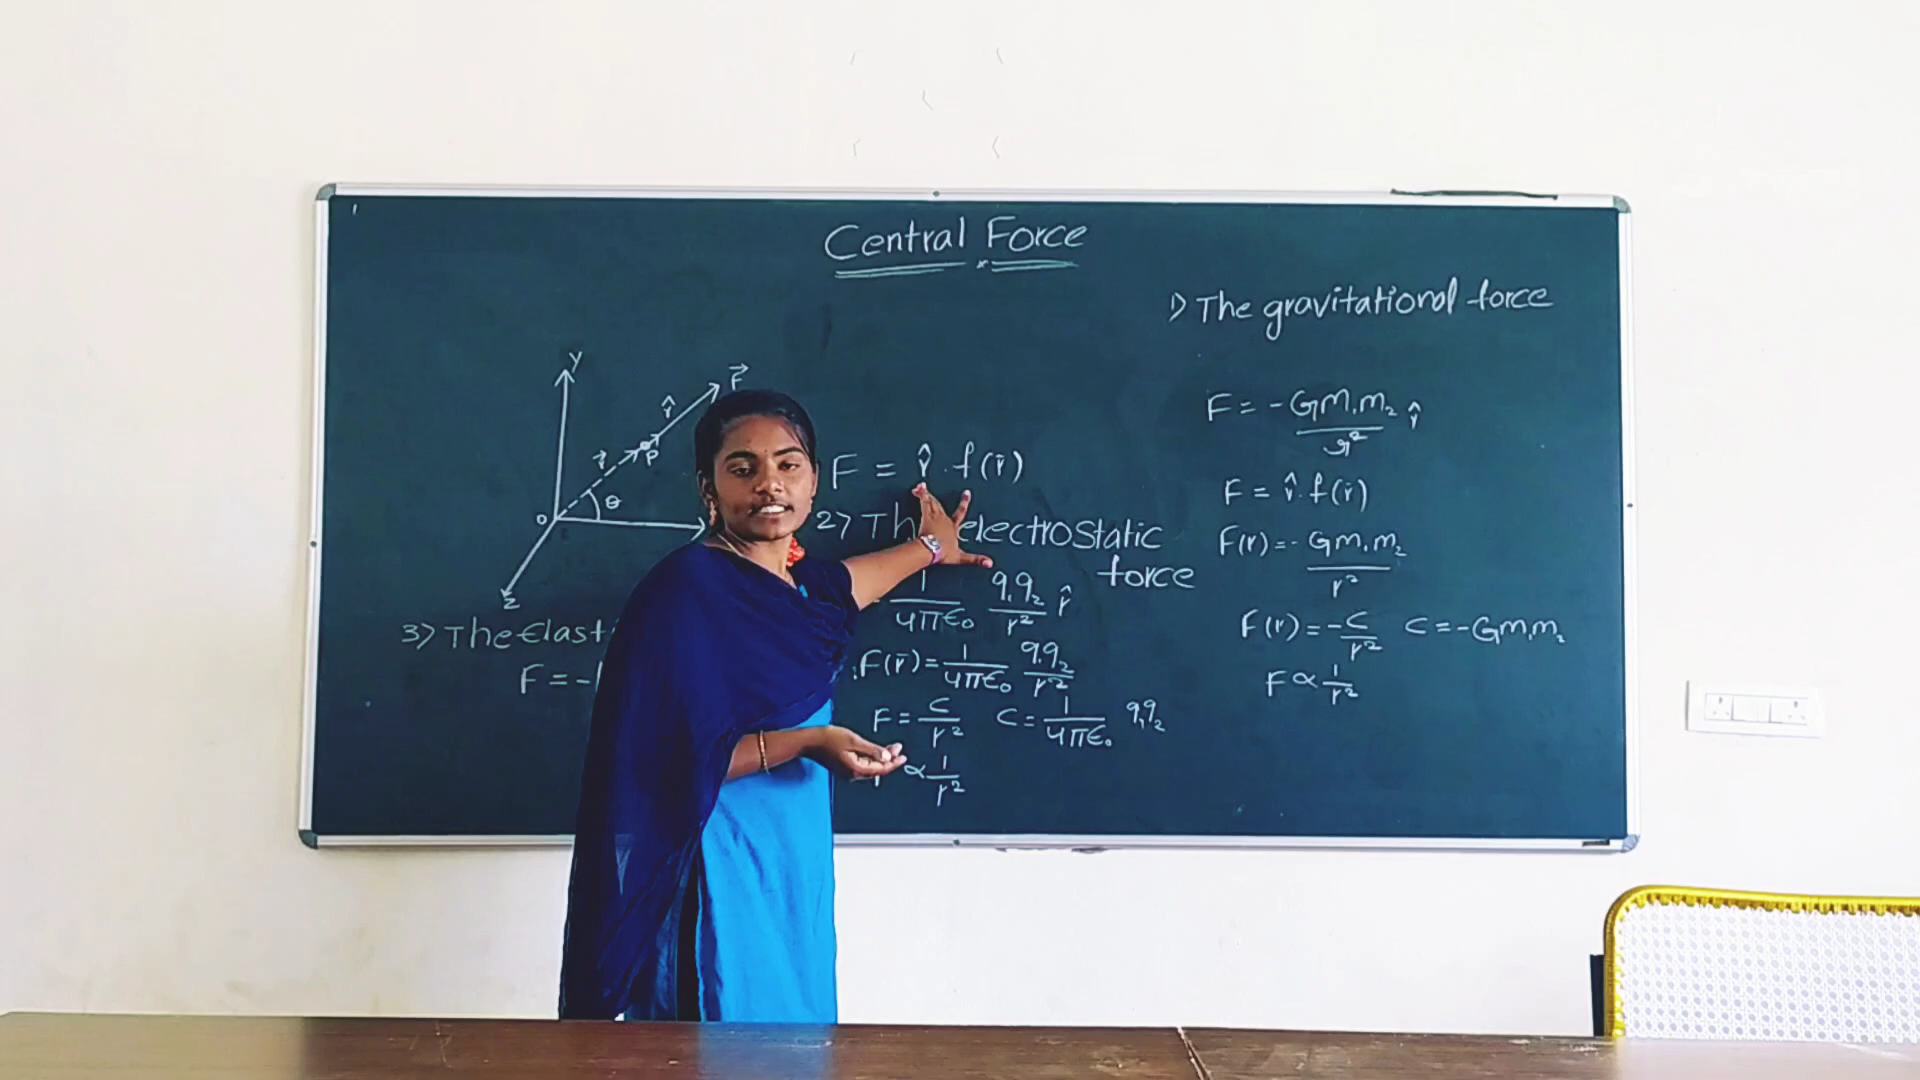 Central Force
Y
F⃗
r̂
r⃗
P
θ
O
Z
F = r̂ . f(r̄)
1) The gravitational force
F = - Gm₁m₂/r² r̂
F = r̂ . f(r)
F(r) = - Gm₁m₂/r²
F(r) = - C/r² C = - Gm₁m₂
F ∝ 1/r²
2) The electrostatic
force
1/4πε₀ q₁q₂/r² r̂
F(r̄) = 1/4πε₀ q₁q₂/r²
F = C/r² C = 1/4πε₀ q₁q₂
∝ 1/r²
3) The Elast
F = -